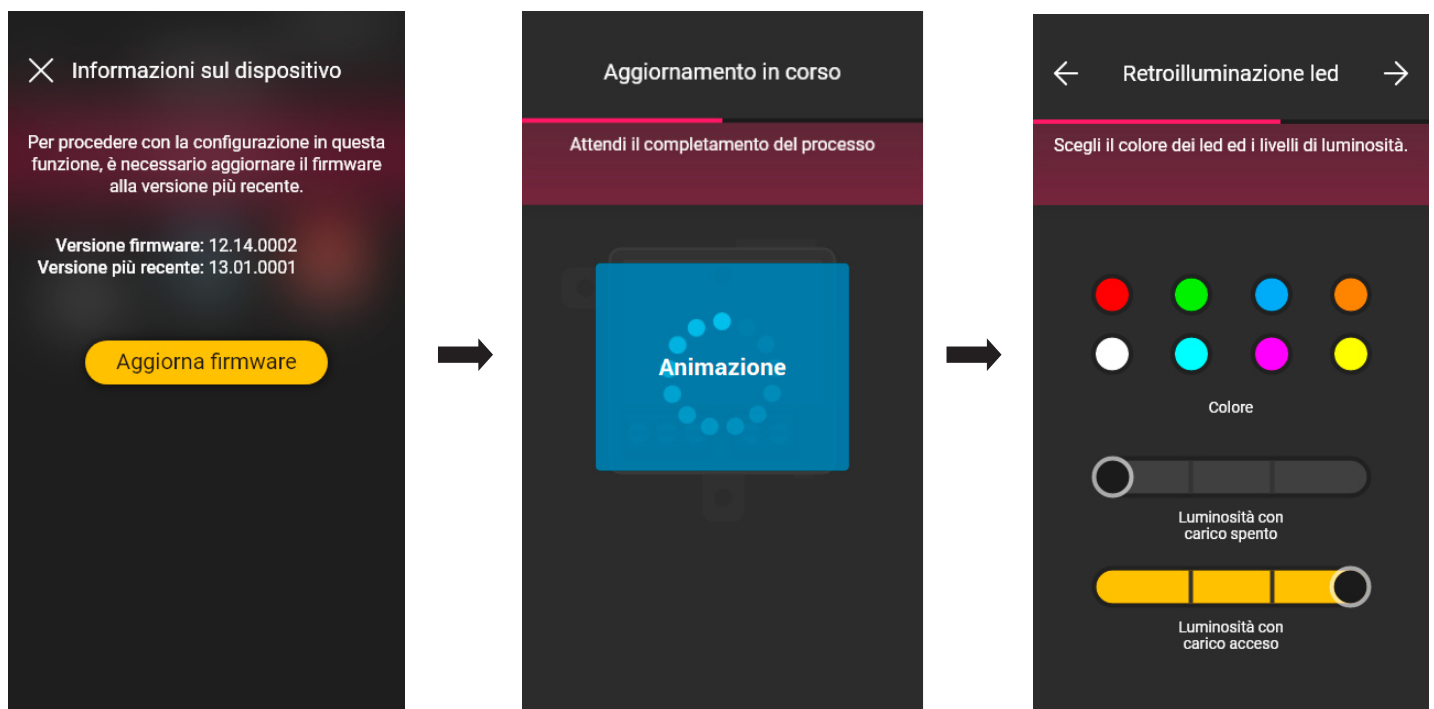 Informazioni sul dispositivo
Per procedere con la configurazione in questa
funzione, è necessario aggiornare il firmware
alla versione più recente.
Versione firmware: 12.14.0002
Versione più recente: 13.01.0001
Aggiorna firmware
Aggiornamento in corso
Attendi il completamento del processo
Animazione
Retroilluminazione led
Scegli il colore dei led ed i livelli di luminosità.
Colore
Luminosità con
carico spento
Luminosità con
carico acceso